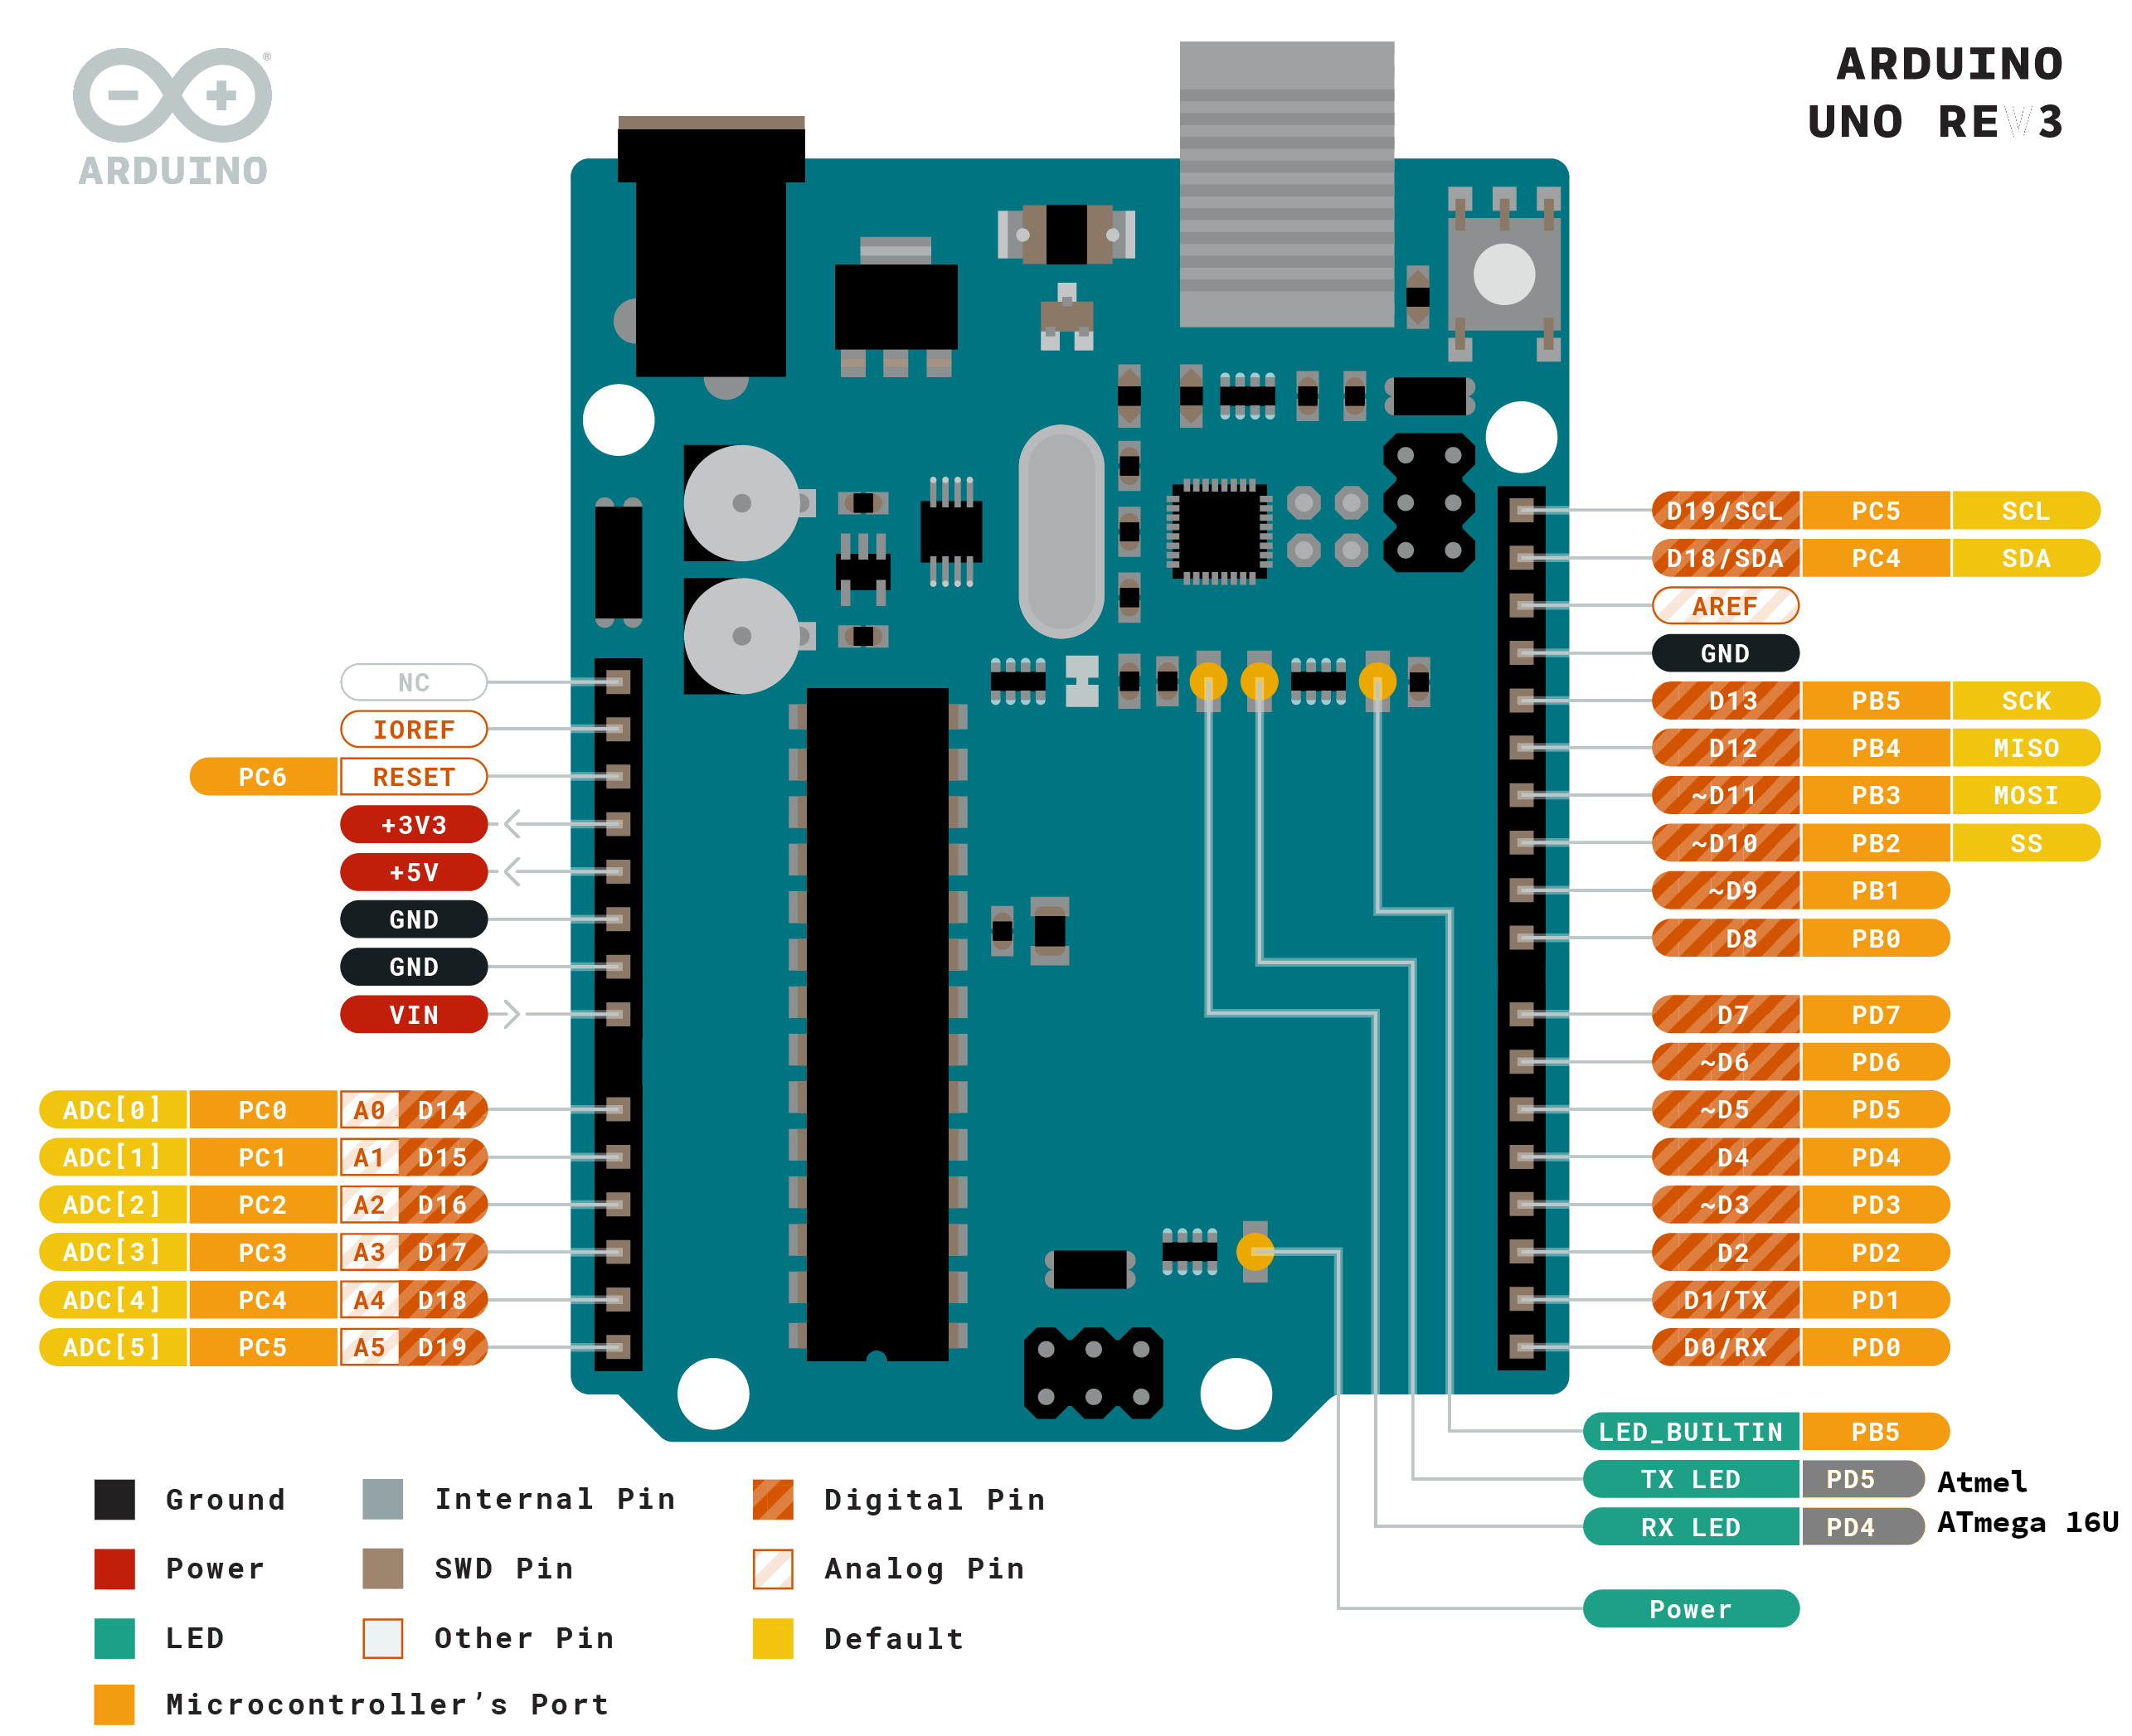 ARDUINO
UNO REV3
®
ARDUINO
NC
IOREF
PC6 RESET
+3V3
+5V
GND
GND
VIN
ADC[0] PC0 A0 D14
ADC[1] PC1 A1 D15
ADC[2] PC2 A2 D16
ADC[3] PC3 A3 D17
ADC[4] PC4 A4 D18
ADC[5] PC5 A5 D19
D19/SCL PC5 SCL
D18/SDA PC4 SDA
AREF
GND
D13 PB5 SCK
D12 PB4 MISO
~D11 PB3 MOSI
~D10 PB2 SS
~D9 PB1
D8 PB0
D7 PD7
~D6 PD6
~D5 PD5
D4 PD4
~D3 PD3
D2 PD2
D1/TX PD1
D0/RX PD0
LED_BUILTIN PB5
TX LED PD5
RX LED PD4
Atmel
ATmega 16U
Power
Ground
Power
LED
Microcontroller’s Port
Internal Pin
SWD Pin
Other Pin
Digital Pin
Analog Pin
Default